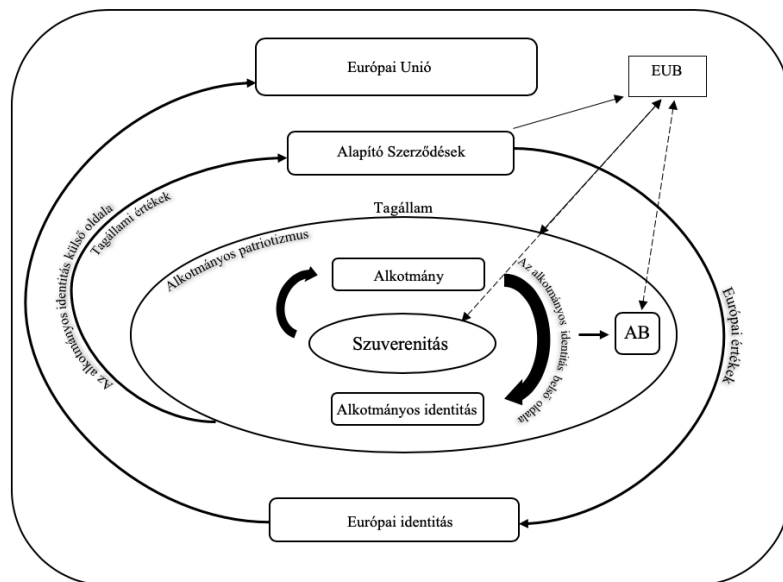 Európai Unió
EUB
Alapító Szerződések
Tagállam
Az alkotmányos identitás külső oldala
Tagállami értékek
Alkotmányos patriotizmus
Alkotmány
Az alkotmányos identitás belső oldala
Szuverenitás
AB
Európai értékek
Alkotmányos identitás
Európai identitás